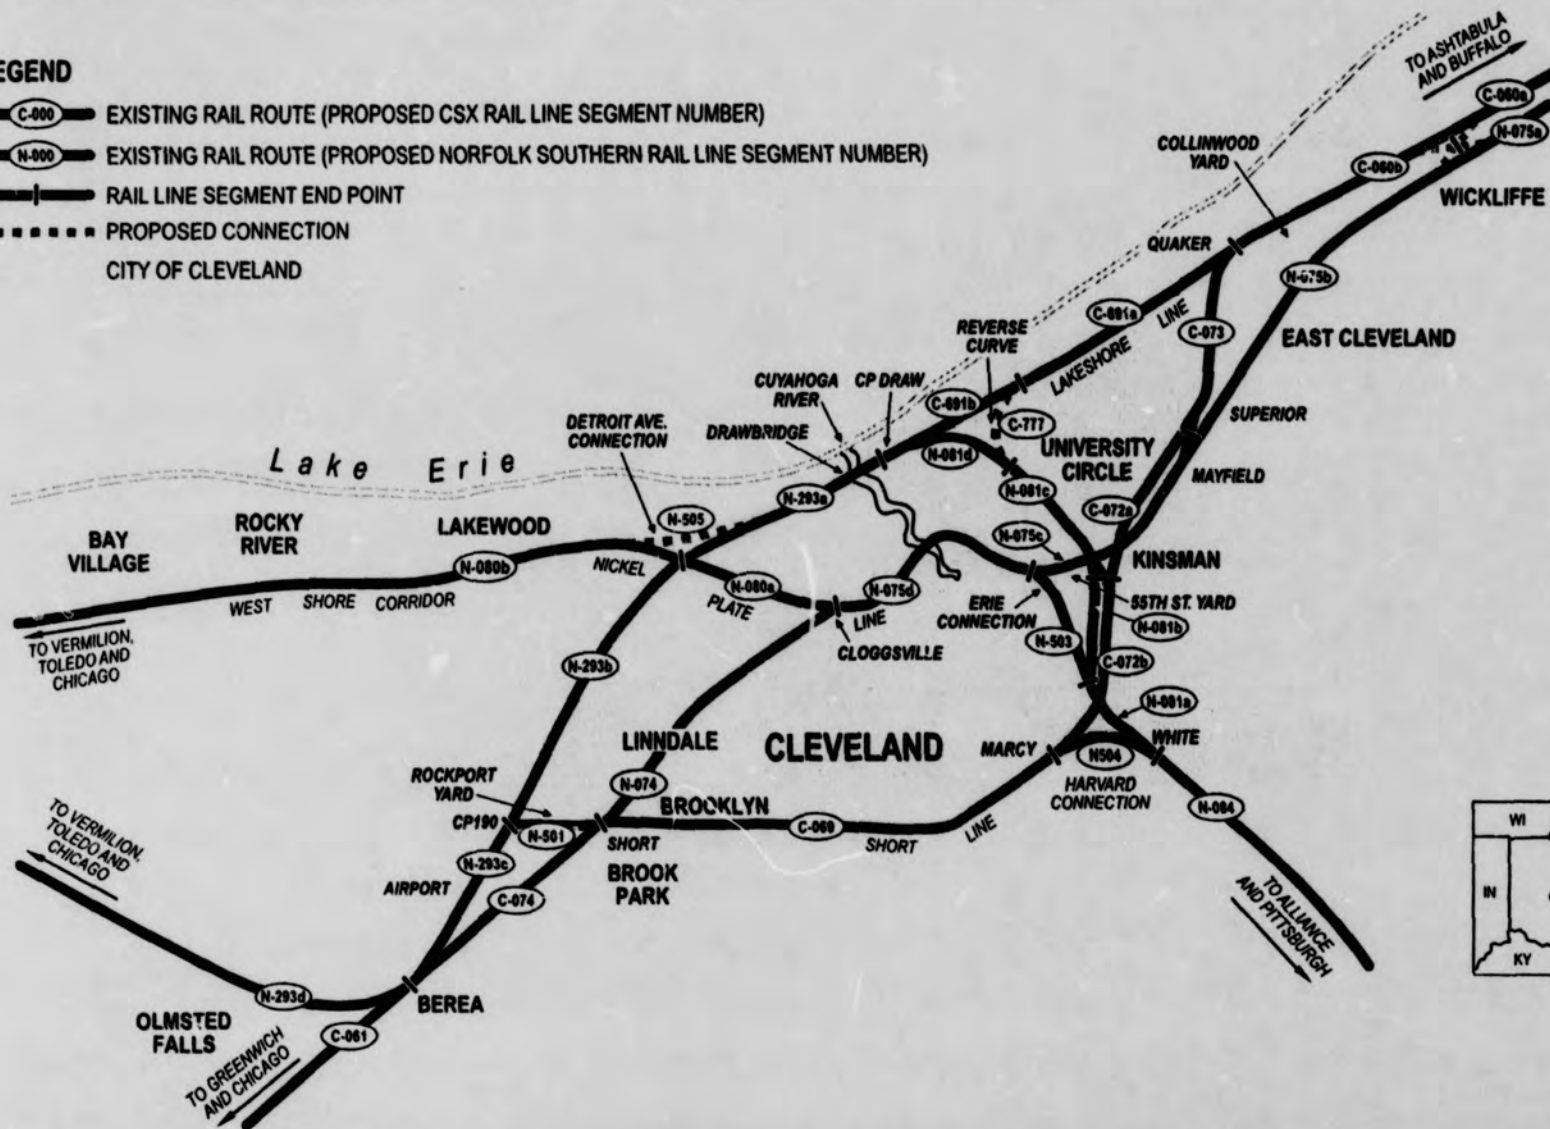 EGEND
C-000 EXISTING RAIL ROUTE (PROPOSED CSX RAIL LINE SEGMENT NUMBER)
N-000 EXISTING RAIL ROUTE (PROPOSED NORFOLK SOUTHERN RAIL LINE SEGMENT NUMBER)
RAIL LINE SEGMENT END POINT
PROPOSED CONNECTION
CITY OF CLEVELAND
TO ASHTABULA
AND BUFFALO
C-060a
N-075a
COLLINWOOD
YARD
C-060b
WICKLIFFE
QUAKER
N-075b
C-691a
LINE
LAKESHORE
C-073
EAST CLEVELAND
REVERSE
CURVE
CUYAHOGA
RIVER
CP DRAW
C-691b
DRAWBRIDGE
DETROIT AVE.
CONNECTION
C-777
SUPERIOR
Lake Erie
N-081d
UNIVERSITY
CIRCLE
MAYFIELD
N-293a
N-081c
C-072a
N-505
BAY
VILLAGE
ROCKY
RIVER
LAKEWOOD
N-075c
KINSMAN
N-080b
NICKEL
N-080a
PLATE
N-075d
LINE
WEST SHORE CORRIDOR
ERIE
CONNECTION
55TH ST. YARD
N-081b
TO VERMILION,
TOLEDO AND
CHICAGO
CLOGGSVILLE
N-503
N-293b
C-072b
N-081a
LINNDALE
CLEVELAND
MARCY
WHITE
N504
HARVARD
CONNECTION
ROCKPORT
YARD
N-074
BROOKLYN
N-084
CP190
N-501
SHORT
C-069
SHORT
LINE
TO VERMILION,
TOLEDO AND
CHICAGO
N-293c
BROOK
PARK
AIRPORT
C-074
TO ALLIANCE
AND PITTSBURGH
WI
IN
KY
N-293d
BEREA
OLMSTED
FALLS
C-061
TO GREENWICH
AND CHICAGO